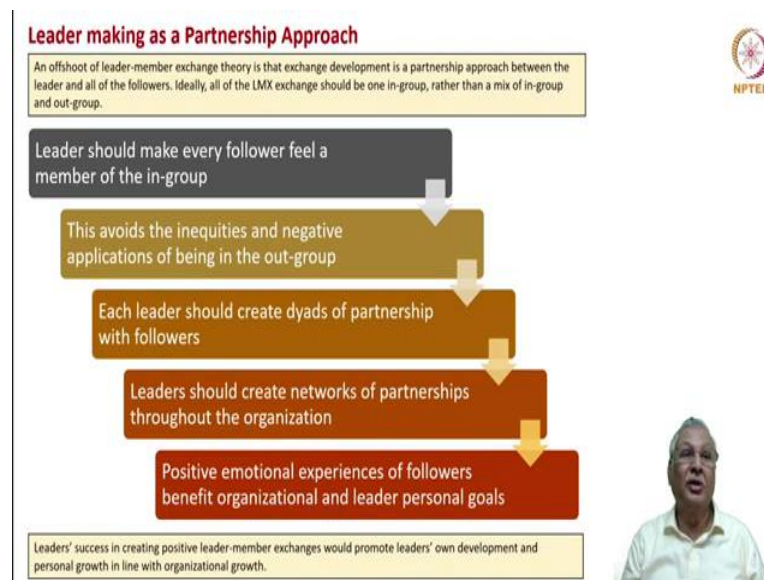 Leader making as a Partnership Approach
An offshoot of leader-member exchange theory is that exchange development is a partnership approach between the
leader and all of the followers. Ideally, all of the LMX exchange should be one in-group, rather than a mix of in-group
and out-group.
NPTEL
Leader should make every follower feel a
member of the in-group
This avoids the inequities and negative
applications of being in the out-group
Each leader should create dyads of partnership
with followers
Leaders should create networks of partnerships
throughout the organization
Positive emotional experiences of followers
benefit organizational and leader personal goals
Leaders' success in creating positive leader-member exchanges would promote leaders' own development and
personal growth in line with organizational growth.